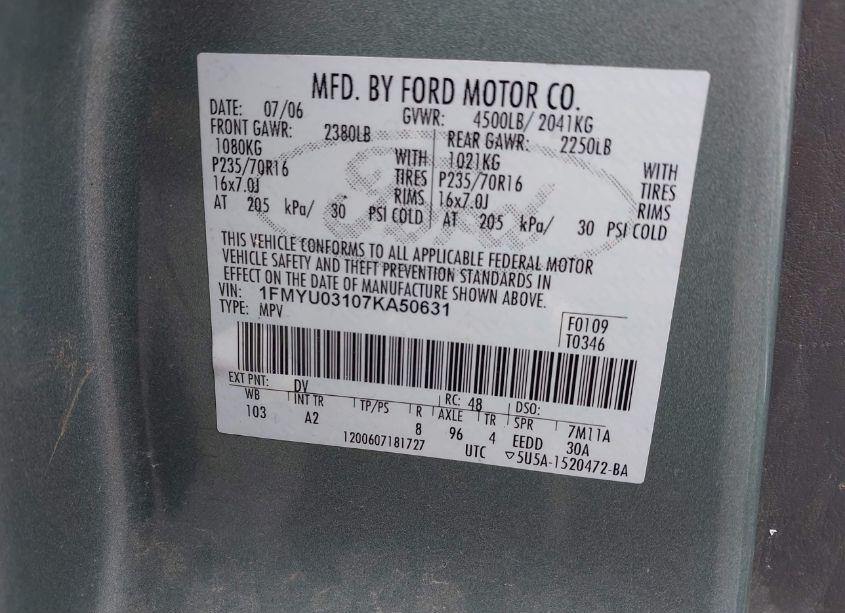 MFD. BY FORD MOTOR CO.
DATE: 07/06 GVWR: 4500LB/ 2041KG
FRONT GAWR: 2380LB REAR GAWR: 2250LB
1080KG WITH 1021KG WITH
P235/70R16 TIRES P235/70R16 TIRES
16x7.0J RIMS 16x7.0J RIMS
AT 205 kPa/ 30 PSI COLD AT 205 kPa/ 30 PSI COLD
Ford
THIS VEHICLE CONFORMS TO ALL APPLICABLE FEDERAL MOTOR
VEHICLE SAFETY AND THEFT PREVENTION STANDARDS IN
EFFECT ON THE DATE OF MANUFACTURE SHOWN ABOVE.
VIN: 1FMYU03107KA50631
TYPE: MPV
F0109
T0346
EXT PNT: DV RC: 48 DSO:
WB INT TR TP/PS R AXLE TR SPR 7M11A
103 A2 8 96 4 EEDD 30A
1200607181727 UTC ▽5U5A-1520472-BA